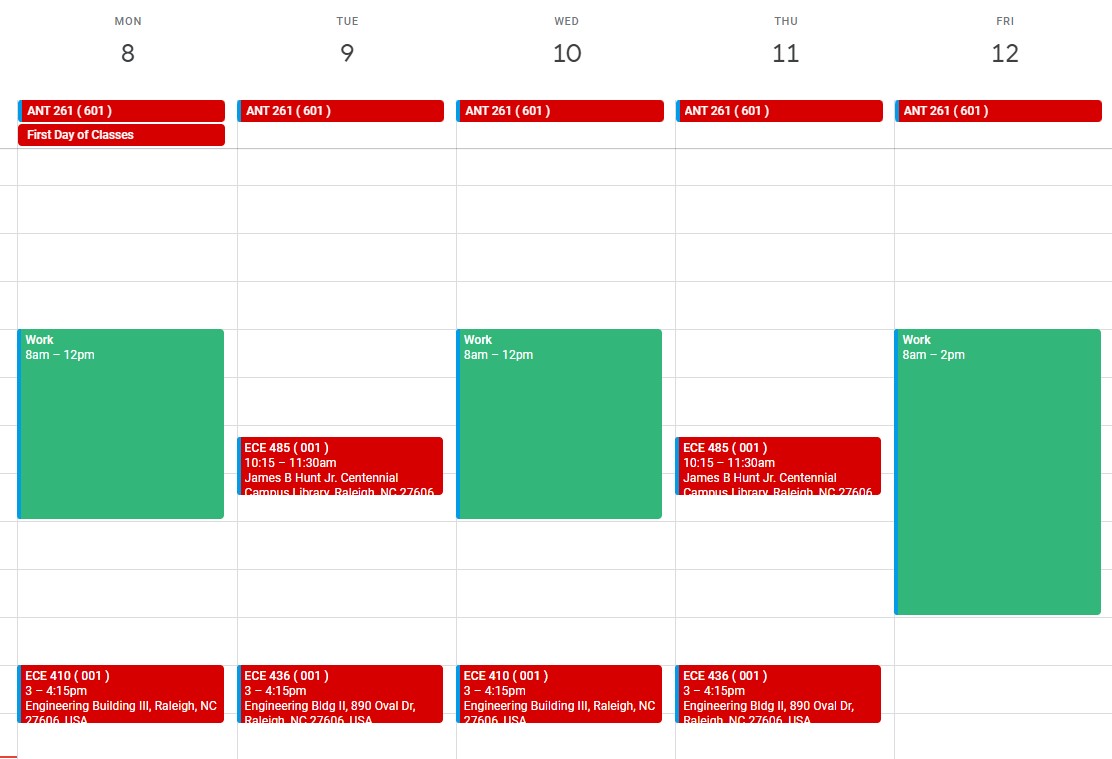 MON
8
TUE
9
WED
10
THU
11
FRI
12
ANT 261 ( 601 )
ANT 261 ( 601 )
ANT 261 ( 601 )
ANT 261 ( 601 )
ANT 261 ( 601 )
First Day of Classes
Work
8am – 12pm
Work
8am – 12pm
Work
8am – 2pm
ECE 485 ( 001 )
10:15 – 11:30am
James B Hunt Jr. Centennial
Campus Library, Raleigh, NC 27606,
ECE 485 ( 001 )
10:15 – 11:30am
James B Hunt Jr. Centennial
Campus Library, Raleigh, NC 27606,
ECE 410 ( 001 )
3 – 4:15pm
Engineering Building III, Raleigh, NC
27606, USA
ECE 436 ( 001 )
3 – 4:15pm
Engineering Bldg II, 890 Oval Dr,
Raleigh, NC 27606, USA
ECE 410 ( 001 )
3 – 4:15pm
Engineering Building III, Raleigh, NC
27606, USA
ECE 436 ( 001 )
3 – 4:15pm
Engineering Bldg II, 890 Oval Dr,
Raleigh, NC 27606, USA